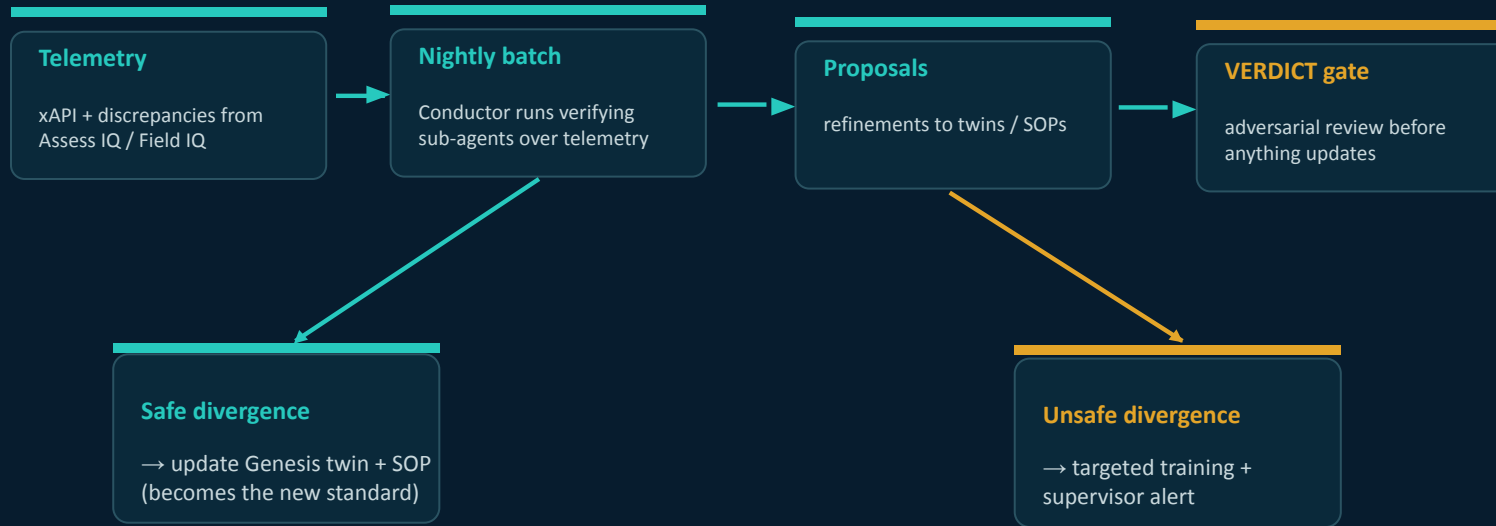 Telemetry
xAPI + discrepancies from
Assess IQ / Field IQ
Nightly batch
Conductor runs verifying
sub-agents over telemetry
Proposals
refinements to twins / SOPs
VERDICT gate
adversarial review before
anything updates
Safe divergence
→ update Genesis twin + SOP
(becomes the new standard)
Unsafe divergence
→ targeted training +
supervisor alert